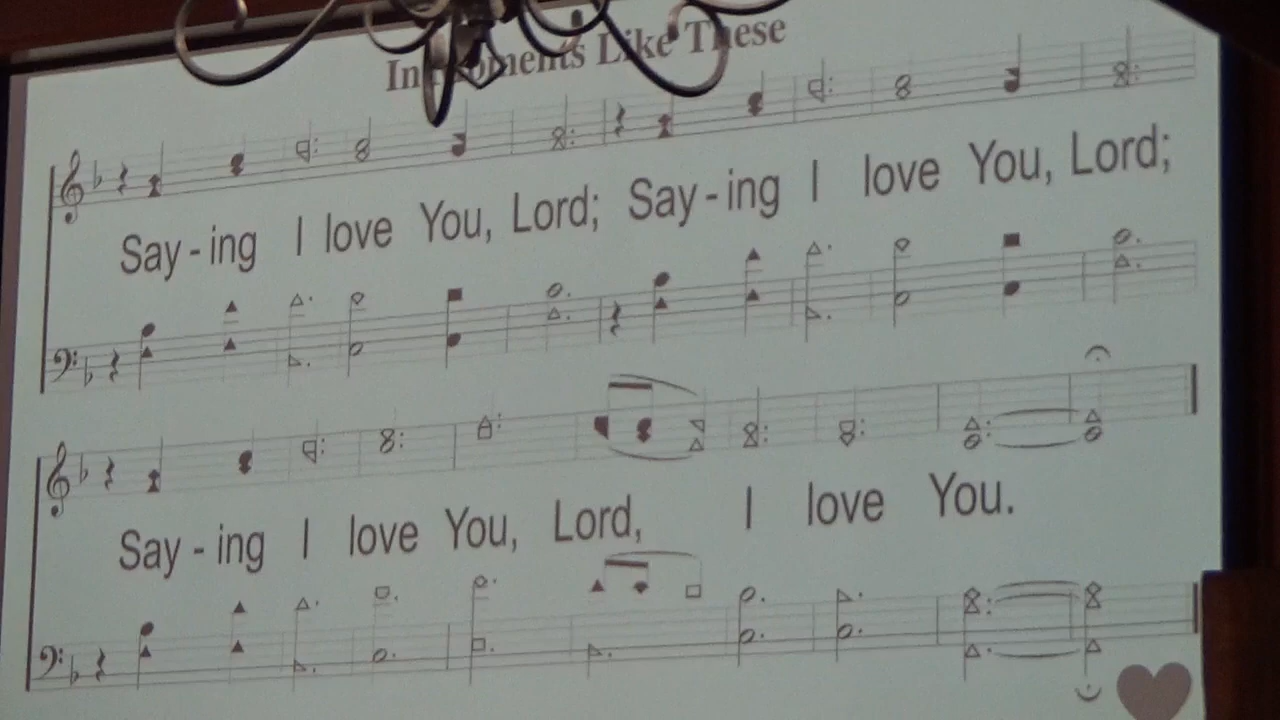 In Moments Like These
Say - ing I love You, Lord; Say - ing I love You, Lord;
Say - ing I love You, Lord, I love You.